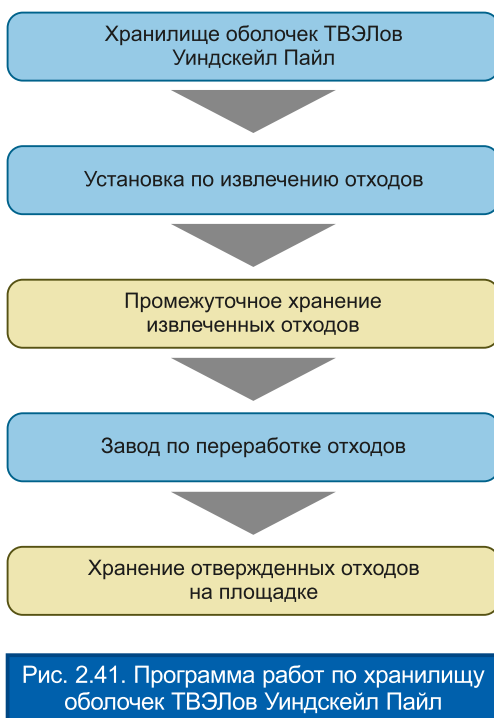 Хранилище оболочек ТВЭЛов
Уиндскейл Пайл
Установка по извлечению отходов
Промежуточное хранение
извлеченных отходов
Завод по переработке отходов
Хранение отвержденных отходов
на площадке
Рис. 2.41. Программа работ по хранилищу
оболочек ТВЭЛов Уиндскейл Пайл